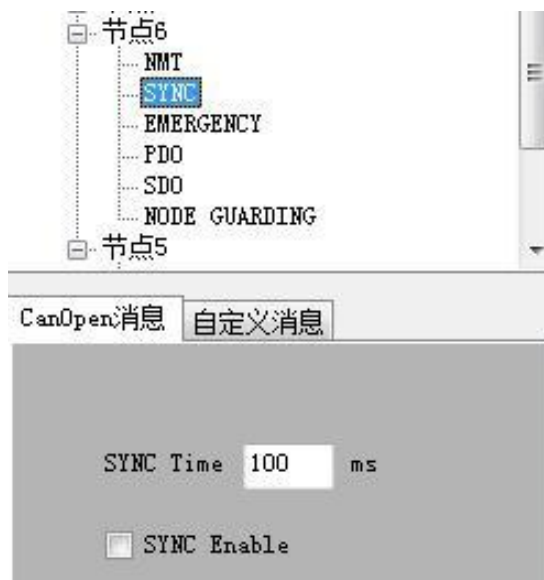 节点6
NMT
SYNC
EMERGENCY
PDO
SDO
NODE GUARDING
节点5
CanOpen消息 自定义消息
SYNC Time 100 ms
SYNC Enable